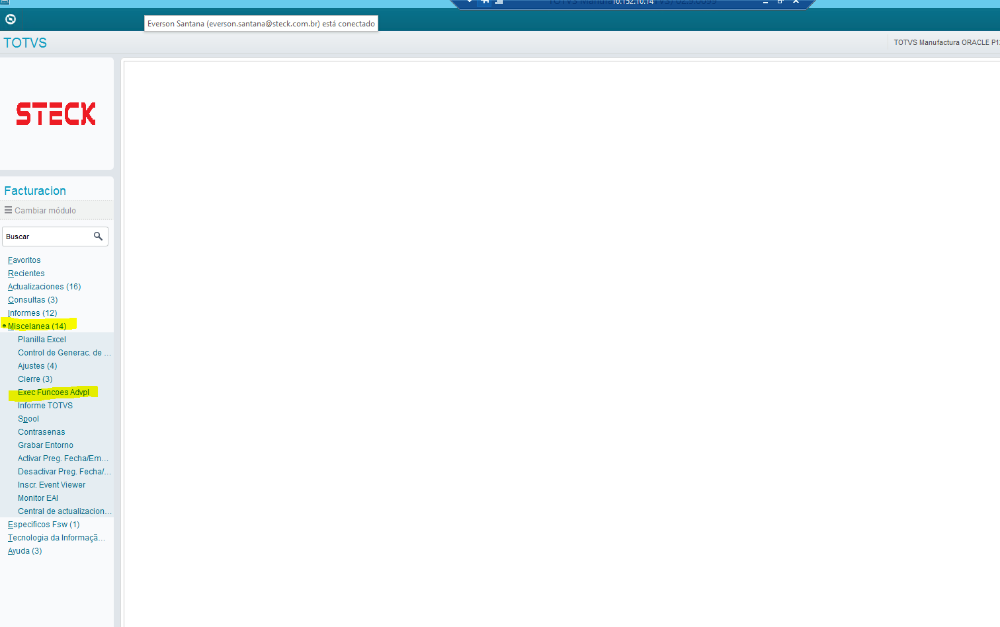 10.152.10.14
Everson Santana (everson.santana@steck.com.br) está conectado
TOTVS
TOTVS Manufactura ORACLE P1
STECK
Facturacion
Cambiar módulo
Buscar
Favoritos
Recientes
Actualizaciones (16)
Consultas (3)
Informes (12)
Miscelanea (14)
Planilla Excel
Control de Generac. de ...
Ajustes (4)
Cierre (3)
Exec Funcoes Advpl
Informe TOTVS
Spool
Contrasenas
Grabar Entorno
Activar Preg. Fecha/Em...
Desactivar Preg. Fecha/...
Inscr. Event Viewer
Monitor EAI
Central de actualizacion...
Especificos Fsw (1)
Tecnologia da Informaçã...
Ayuda (3)